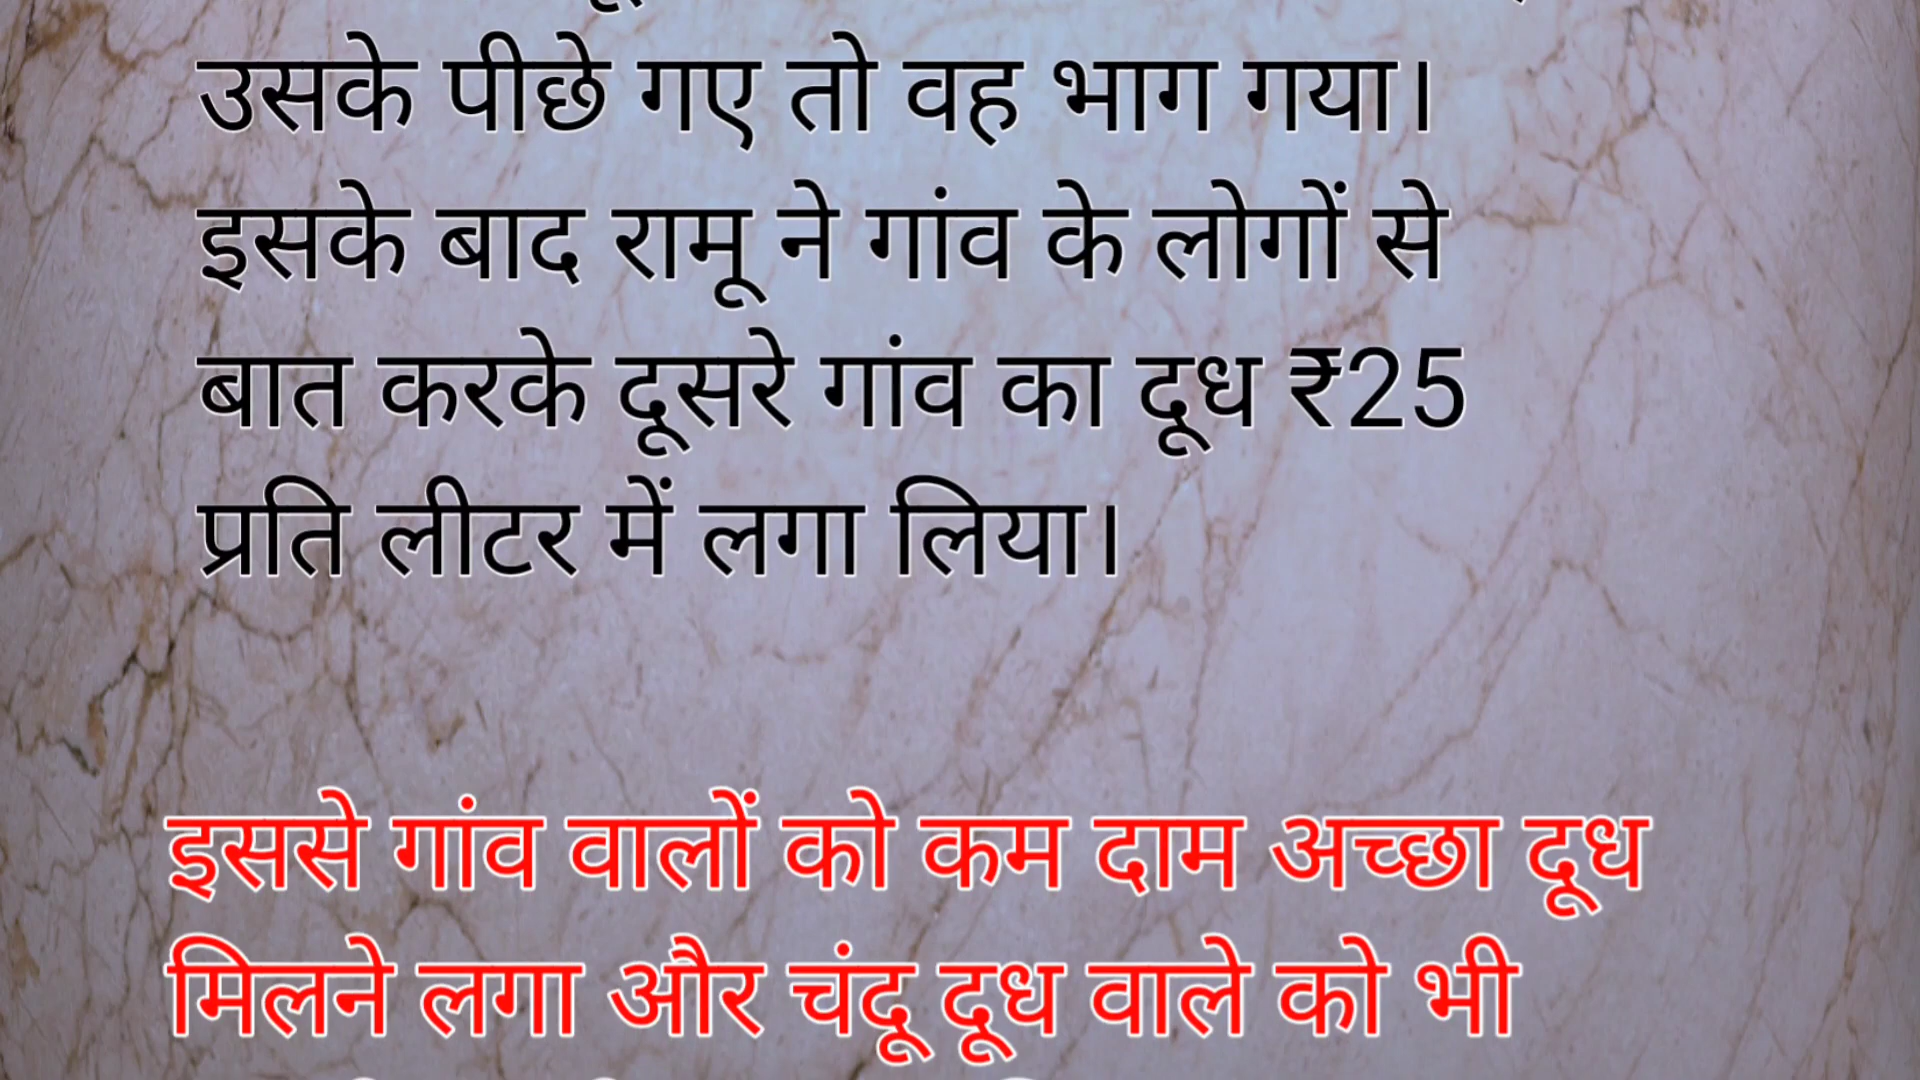 उसके पीछे गए तो वह भाग गया।
इसके बाद रामू ने गांव के लोगों से
बात करके दूसरे गांव का दूध ₹25
प्रति लीटर में लगा लिया।
इससे गांव वालों को कम दाम अच्छा दूध
मिलने लगा और चंदू दूध वाले को भी